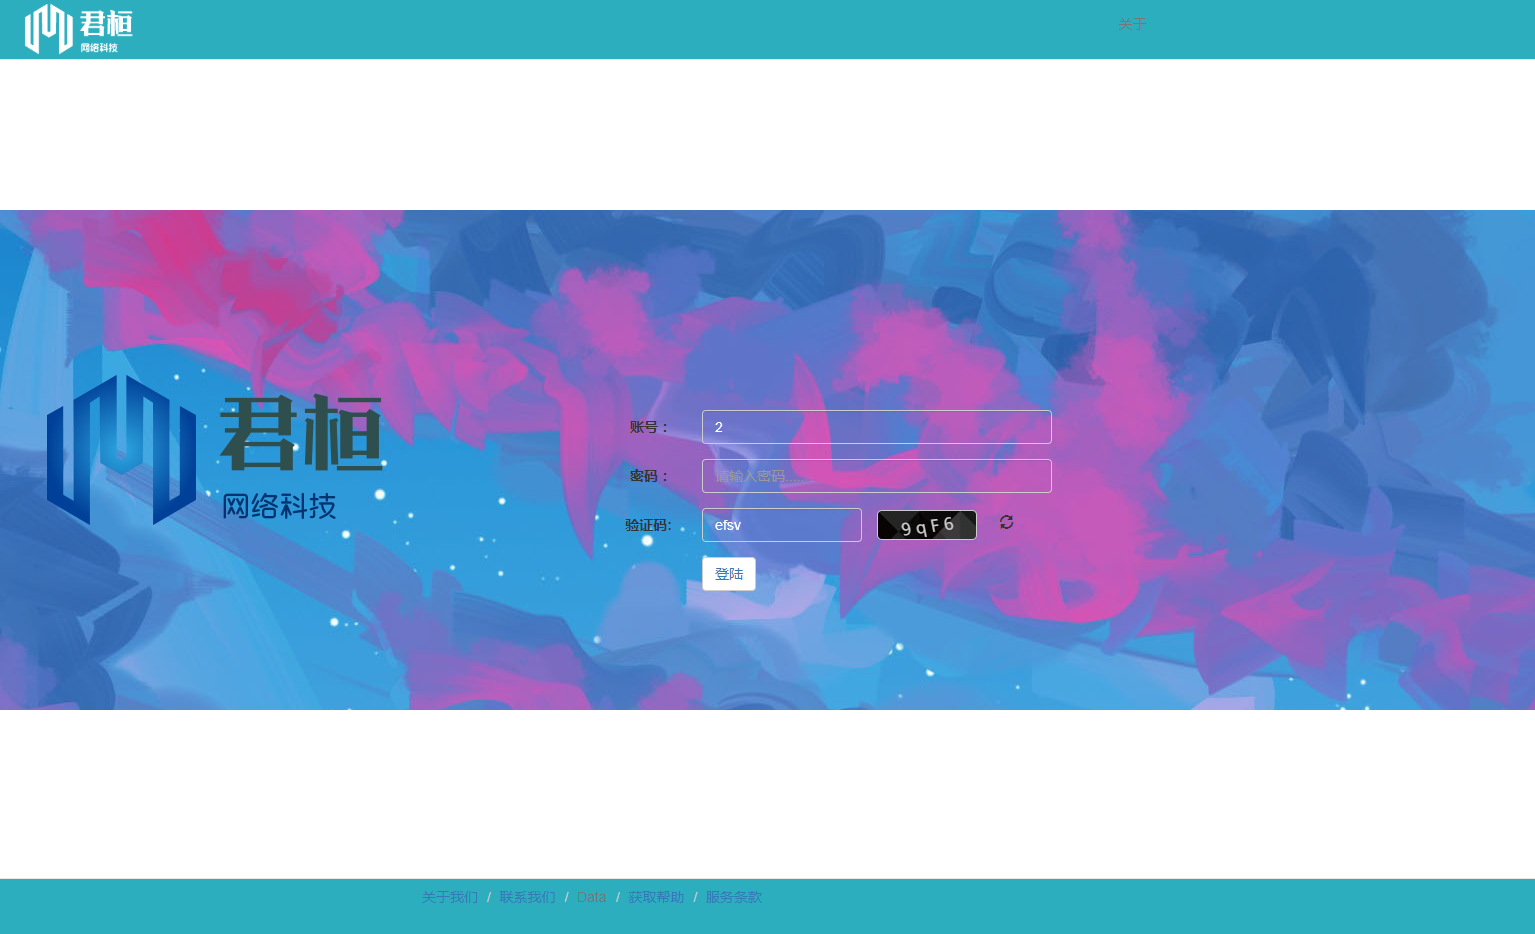 君桓
网络科技
关于
君桓
网络科技
账号：
2
密码：
请输入密码.......
验证码:
efsv
9qF6
登陆
关于我们 / 联系我们 / Data / 获取帮助 / 服务条款